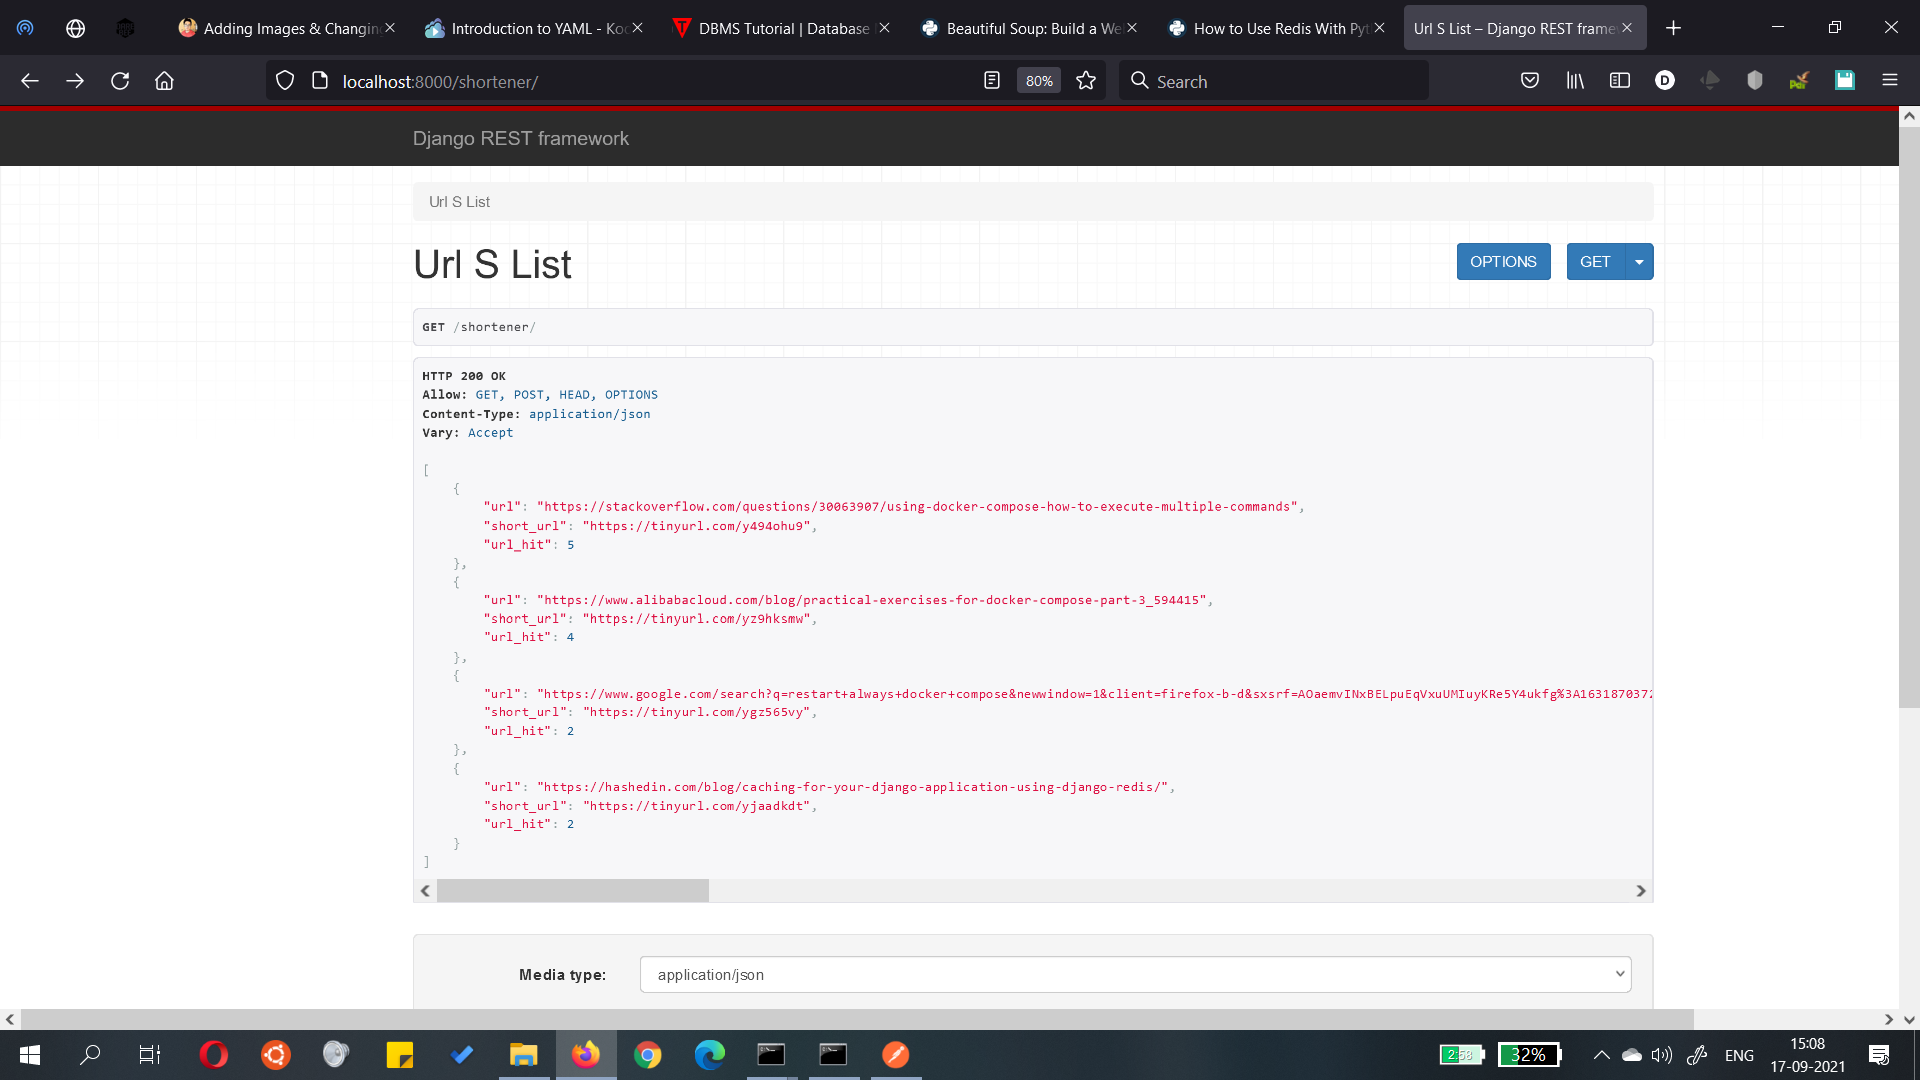 Adding Images & Changin
Introduction to YAML - Koo
DBMS Tutorial | Database
Beautiful Soup: Build a We
How to Use Redis With Pyt
Url S List – Django REST frame
localhost:8000/shortener/
80%
Search
Django REST framework
Url S List
Url S List
OPTIONS
GET
GET /shortener/
HTTP 200 OK
Allow: GET, POST, HEAD, OPTIONS
Content-Type: application/json
Vary: Accept
[
{
"url": "https://stackoverflow.com/questions/30063907/using-docker-compose-how-to-execute-multiple-commands",
"short_url": "https://tinyurl.com/y494ohu9",
"url_hit": 5
},
{
"url": "https://www.alibabacloud.com/blog/practical-exercises-for-docker-compose-part-3_594415",
"short_url": "https://tinyurl.com/yz9hksmw",
"url_hit": 4
},
{
"url": "https://www.google.com/search?q=restart+always+docker+compose&newwindow=1&client=firefox-b-d&sxsrf=AOaemvINxBELpuEqVxuUMIuyKRe5Y4ukfg%3A1631870372
"short_url": "https://tinyurl.com/ygz565vy",
"url_hit": 2
},
{
"url": "https://hashedin.com/blog/caching-for-your-django-application-using-django-redis/",
"short_url": "https://tinyurl.com/yjaadkdt",
"url_hit": 2
}
]
Media type:
application/json
2:58
32%
ENG
15:08
17-09-2021